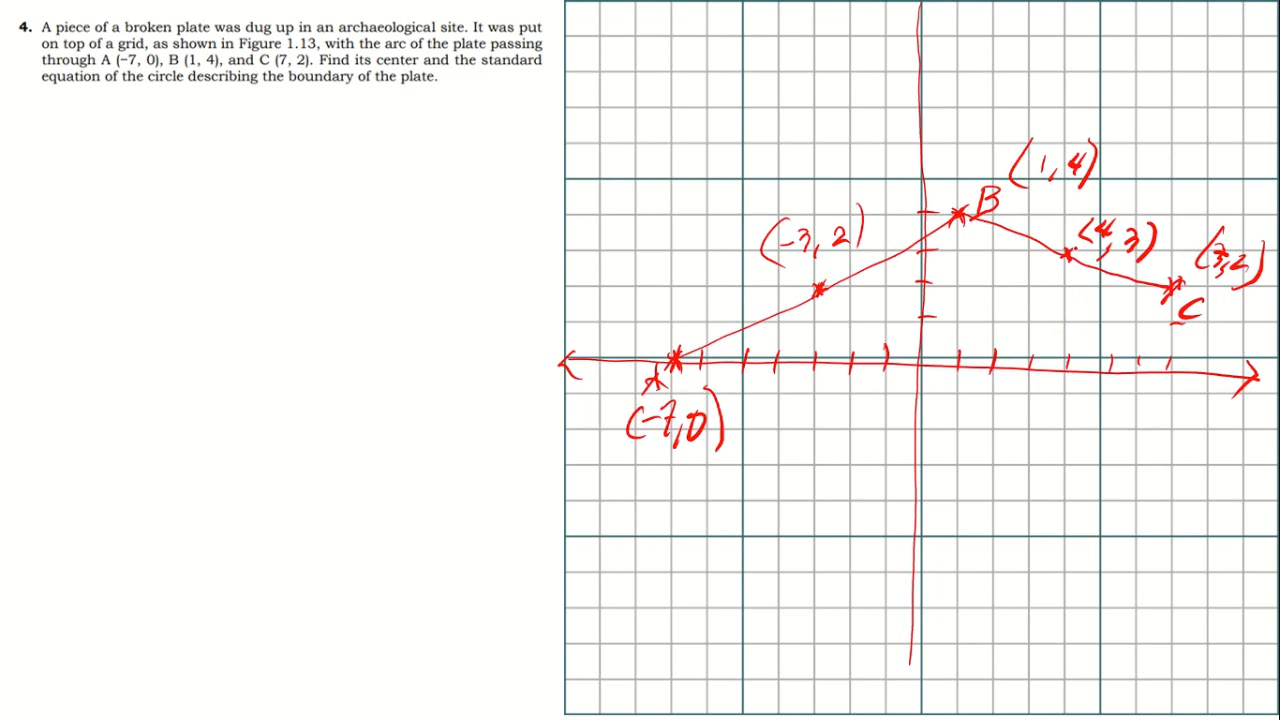 4. A piece of a broken plate was dug up in an archaeological site. It was put
on top of a grid, as shown in Figure 1.13, with the arc of the plate passing
through A (−7, 0), B (1, 4), and C (7, 2). Find its center and the standard
equation of the circle describing the boundary of the plate.
(1, 4)
B
(-3, 2)
(4, 3)
(7, 2)
C
A
(-7, 0)